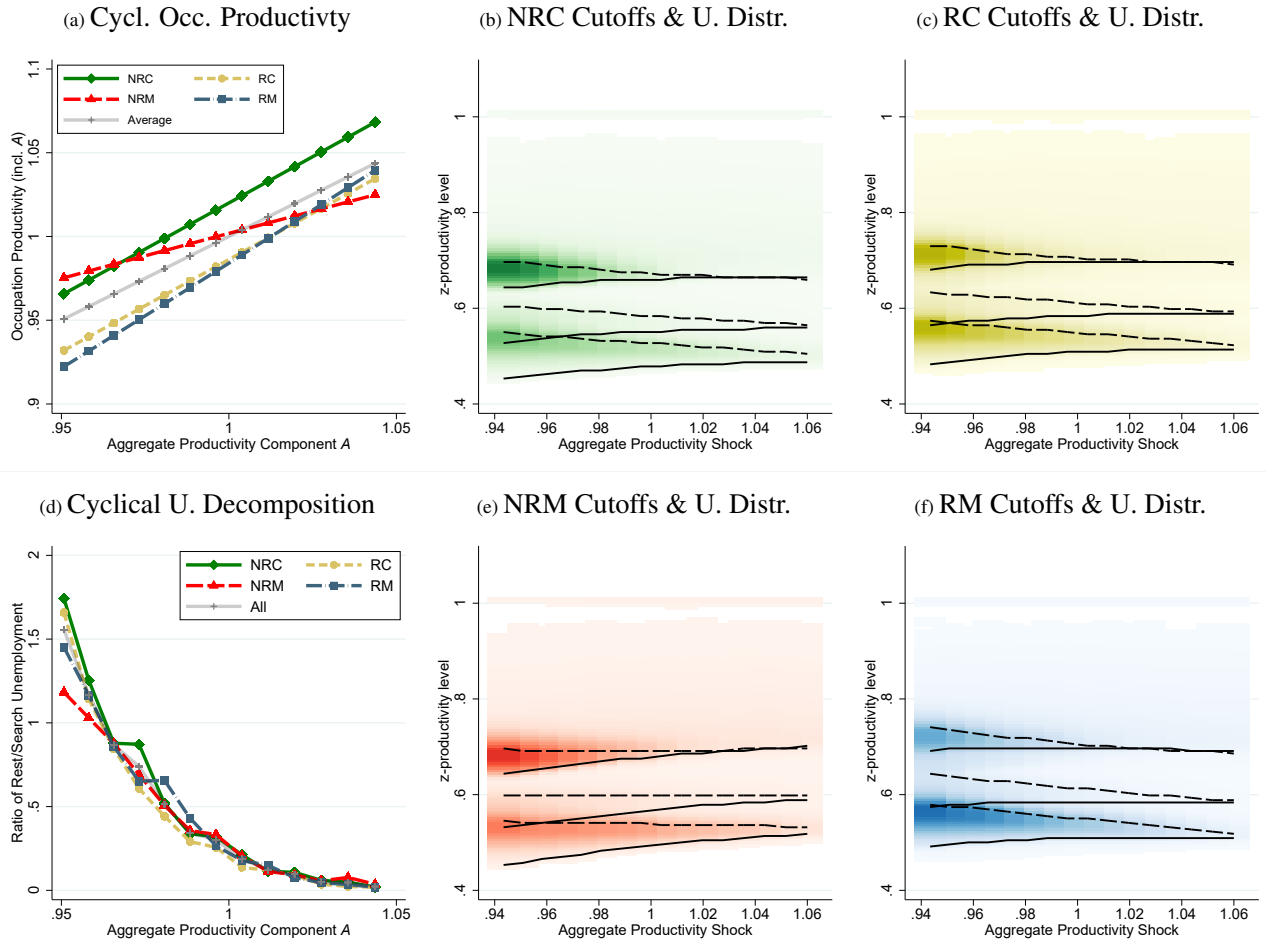 (a) Cycl. Occ. Productivty
(b) NRC Cutoffs & U. Distr.
(c) RC Cutoffs & U. Distr.
Occupation Productivity (incl. A)
1.1
1.05
1
.95
.9
NRC
RC
NRM
RM
Average
.95
1
1.05
Aggregate Productivity Component A
z-productivity level
1
.8
.6
.4
.94
.96
.98
1
1.02
1.04
1.06
Aggregate Productivity Shock
z-productivity level
1
.8
.6
.4
.94
.96
.98
1
1.02
1.04
1.06
Aggregate Productivity Shock
(d) Cyclical U. Decomposition
(e) NRM Cutoffs & U. Distr.
(f) RM Cutoffs & U. Distr.
Ratio of Rest/Search Unemployment
2
1.5
1
.5
0
NRC
RC
NRM
RM
All
.95
1
1.05
Aggregate Productivity Component A
z-productivity level
1
.8
.6
.4
.94
.96
.98
1
1.02
1.04
1.06
Aggregate Productivity Shock
z-productivity level
1
.8
.6
.4
.94
.96
.98
1
1.02
1.04
1.06
Aggregate Productivity Shock